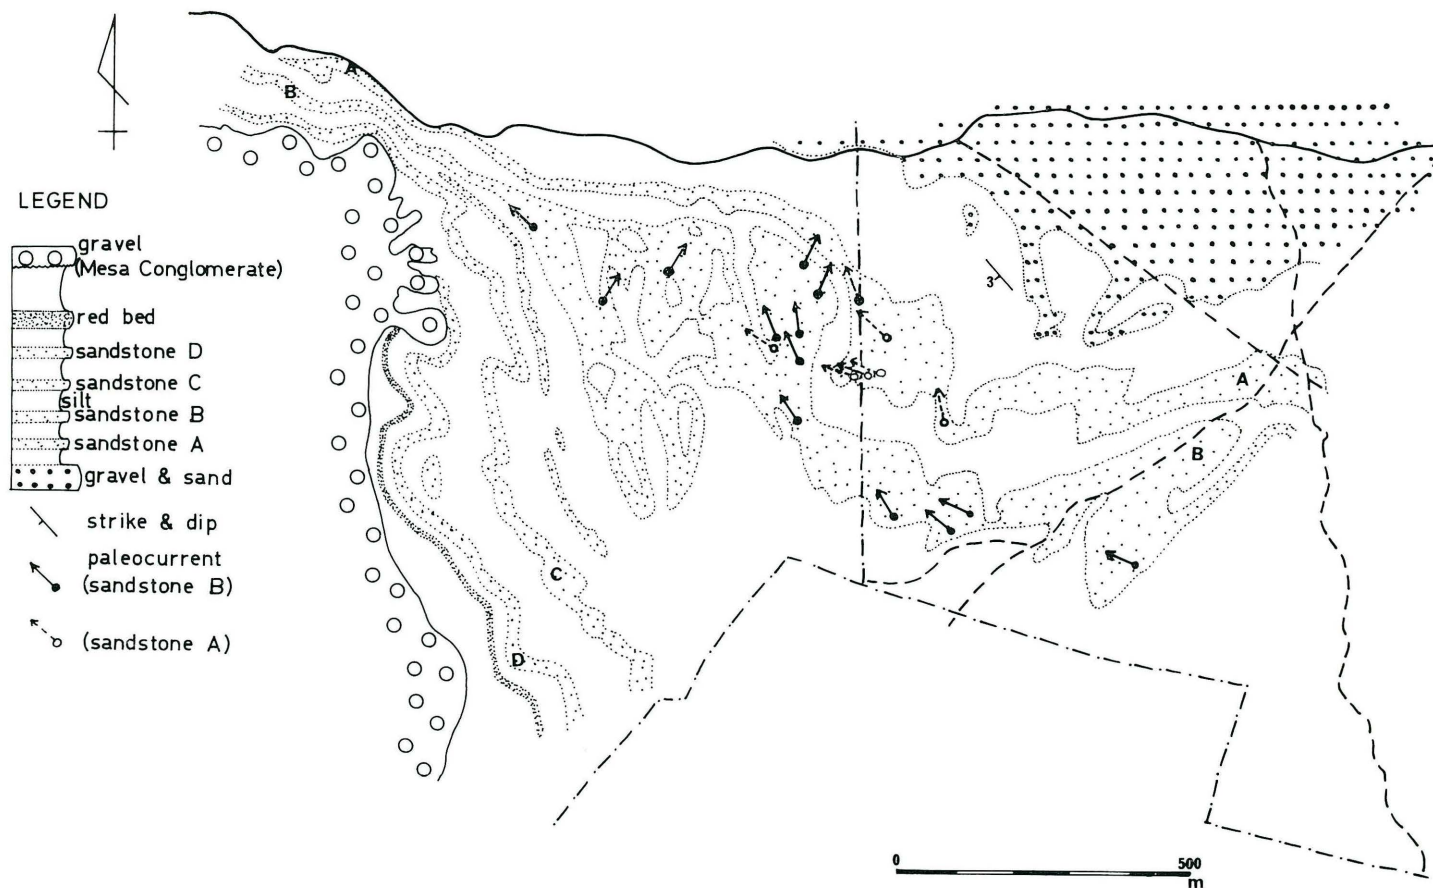 LEGEND
gravel
(Mesa Conglomerate)
red bed
sandstone D
sandstone C
silt
sandstone B
sandstone A
gravel & sand
strike & dip
paleocurrent
(sandstone B)
(sandstone A)
A
B
3
A
B
C
D
0 500
m